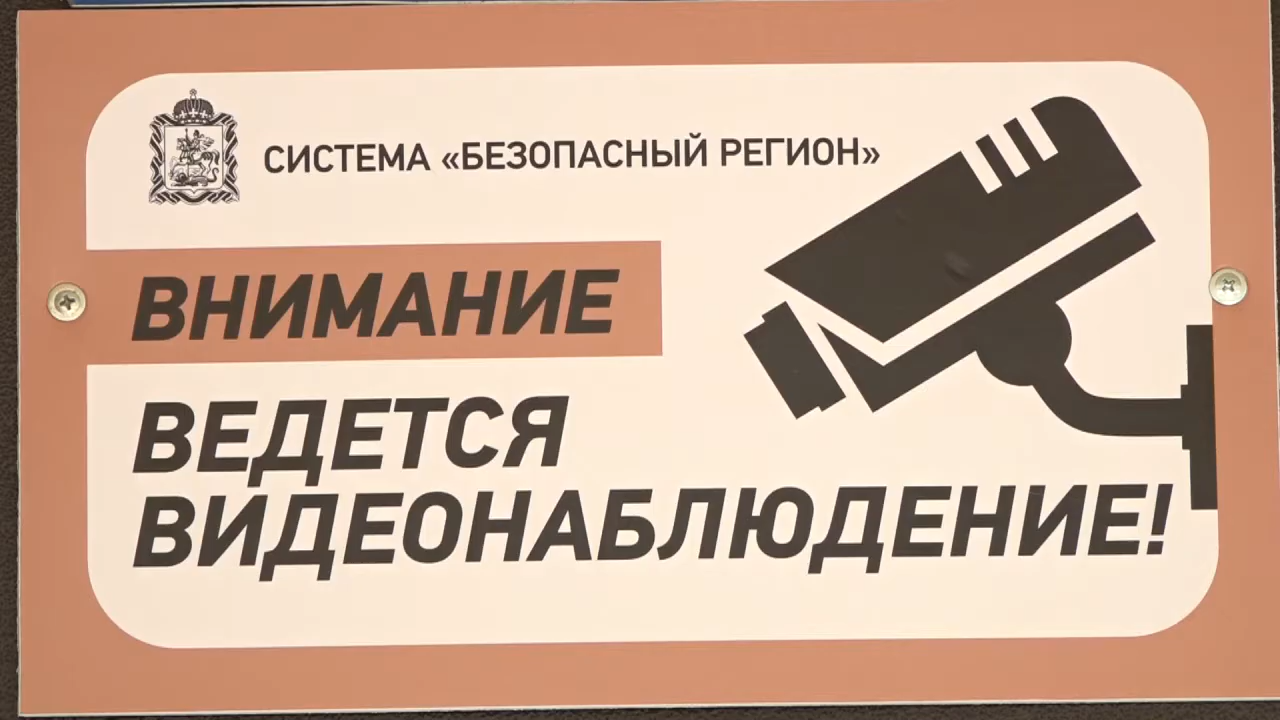 СИСТЕМА «БЕЗОПАСНЫЙ РЕГИОН»
ВНИМАНИЕ
ВЕДЕТСЯ
ВИДЕОНАБЛЮДЕНИЕ!